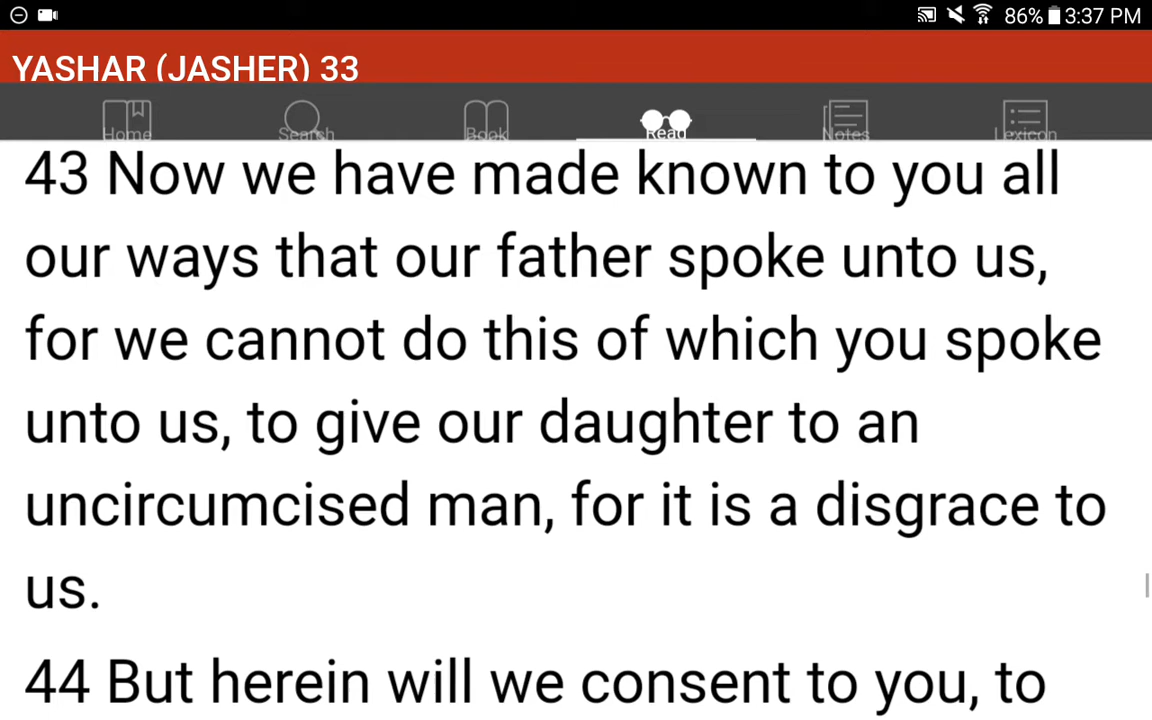 86% 3:37 PM
YASHAR (JASHER) 33
Home Search Book Read Notes Lexicon
43 Now we have made known to you all
our ways that our father spoke unto us,
for we cannot do this of which you spoke
unto us, to give our daughter to an
uncircumcised man, for it is a disgrace to
us.
44 But herein will we consent to you, to